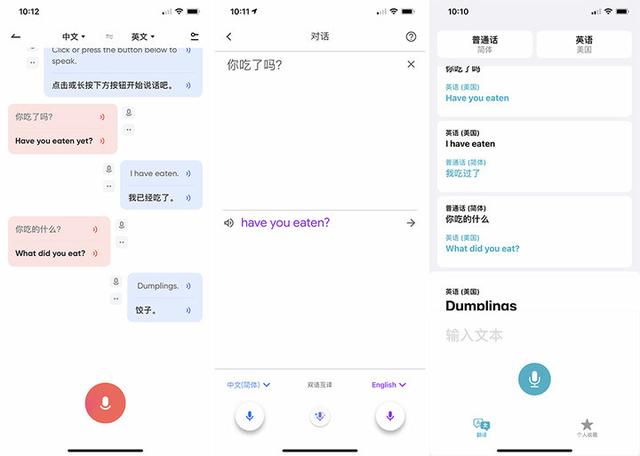 10:12
中文
英文
Click or press the button below to
speak.
点击或长按下方按钮开始说话吧。
你吃了吗?
Have you eaten yet?
I have eaten.
我已经吃了。
你吃的什么?
What did you eat?
Dumplings.
饺子。
10:11
对话
你吃了吗?
have you eaten?
中文(简体)
双语互译
English
10:10
普通话
简体
英语
美国
你吃了吗
英语 (美国)
Have you eaten
英语 (美国)
I have eaten
普通话 (简体)
我吃过了
普通话 (简体)
你吃的什么
英语 (美国)
What did you eat?
英语 (美国)
Dumplings
输入文本
翻译
个人收藏